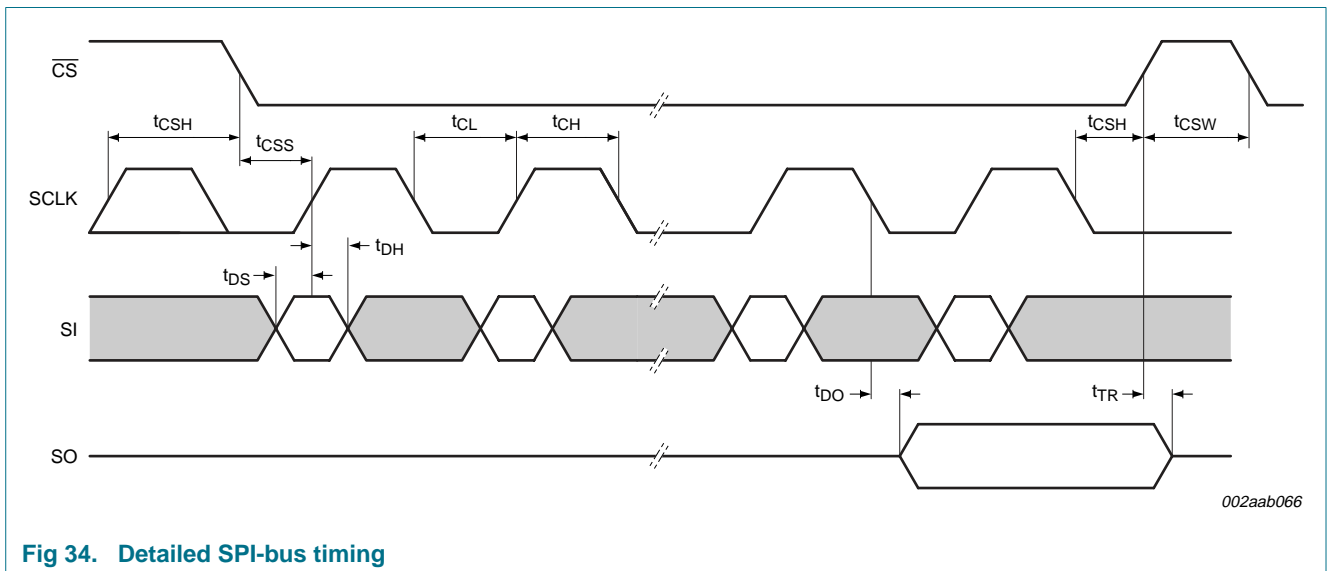 CS
tCSH
tCSS
tCL
tCH
tCSH
tCSW
SCLK
tDS
tDH
SI
tDO
tTR
SO
002aab066
Fig 34. Detailed SPI-bus timing